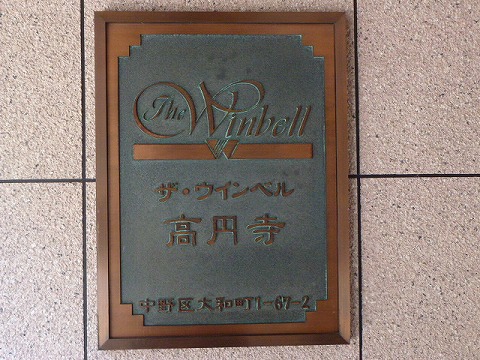 The Winbell
W
ザ・ウインベル
高円寺
中野区大和町1-67-2